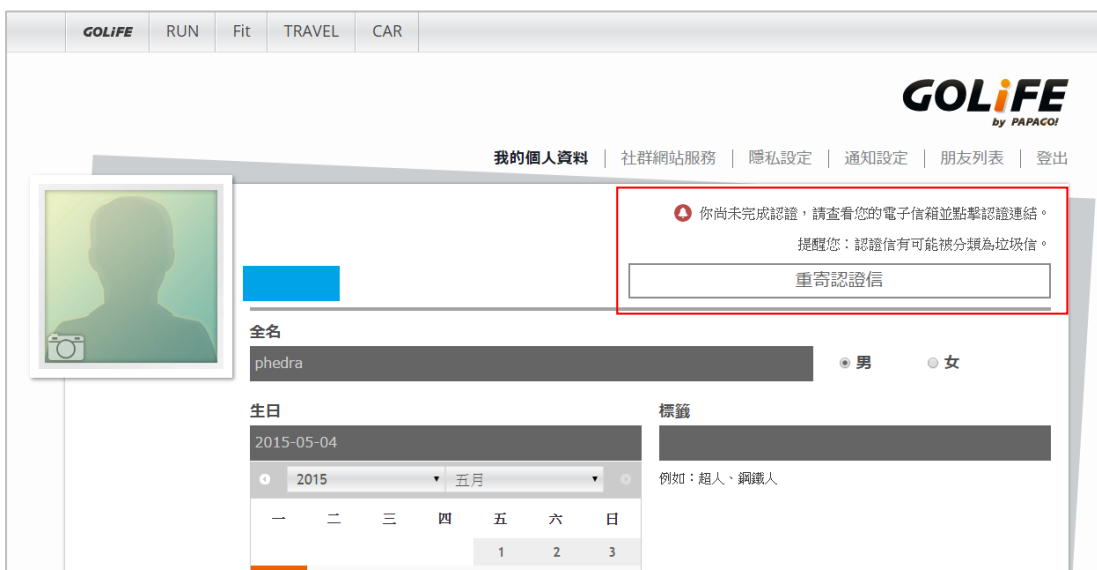 GOLiFE RUN Fit TRAVEL CAR
GOLiFE
by PAPAGO!
我的個人資料 | 社群網站服務 | 隱私設定 | 通知設定 | 朋友列表 | 登出
你尚未完成認證，請查看您的電子信箱並點擊認證連結。
提醒您：認證信有可能被分類為垃圾信。
重寄認證信
全名
phedra 男 女
生日 標籤
2015-05-04
2015 五月 例如：超人、鋼鐵人
一 二 三 四 五 六 日
1 2 3